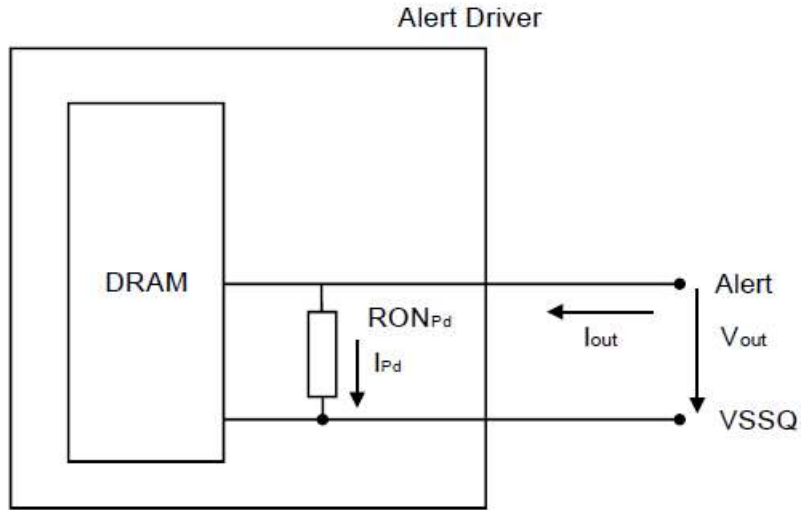 Alert Driver
DRAM
RONPd
IPd
Iout
Alert
Vout
VSSQ